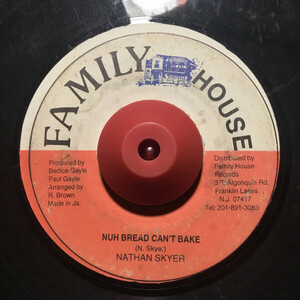 FAMILY HOUSE
Produced by
Bertice Gayle
Paul Gayle
Arranged by
R. Brown
Made in Ja.
Distributed by
Family House
Records
Algonquin Rd.
Franklin Lakes
N.J. 07417
Tel: 201-891-3083
NUH BREAD CAN'T BAKE
(N. Skyer)
NATHAN SKYER